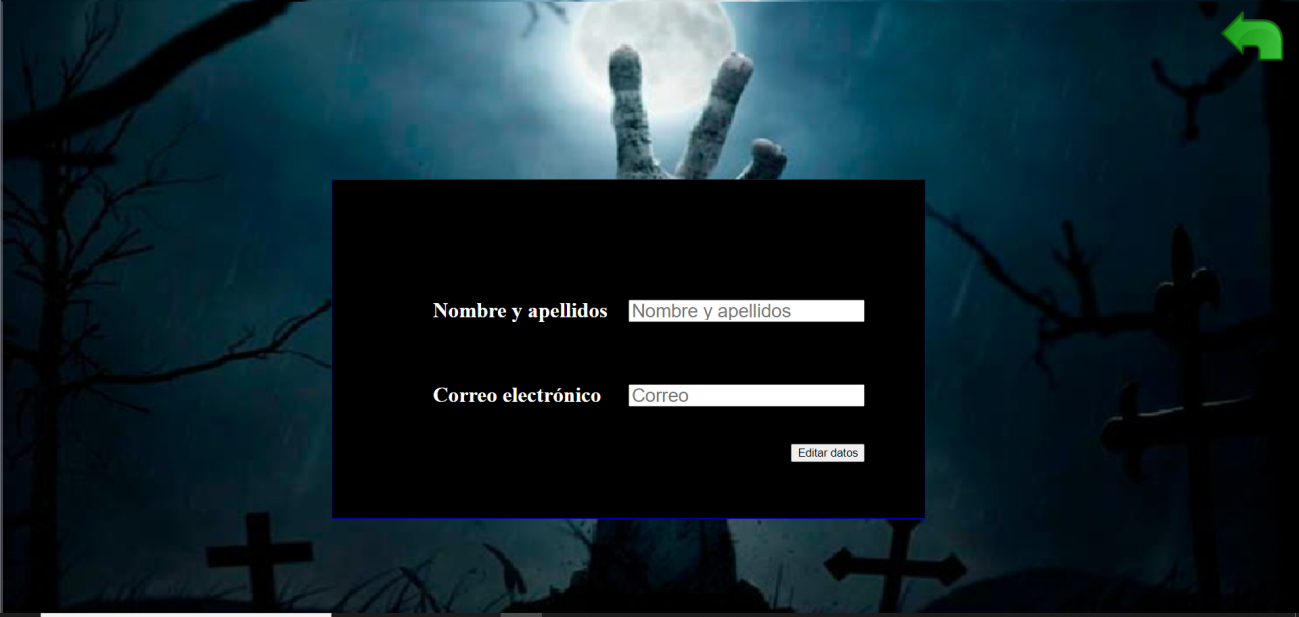 Nombre y apellidos Nombre y apellidos
Correo electrónico Correo
Editar datos